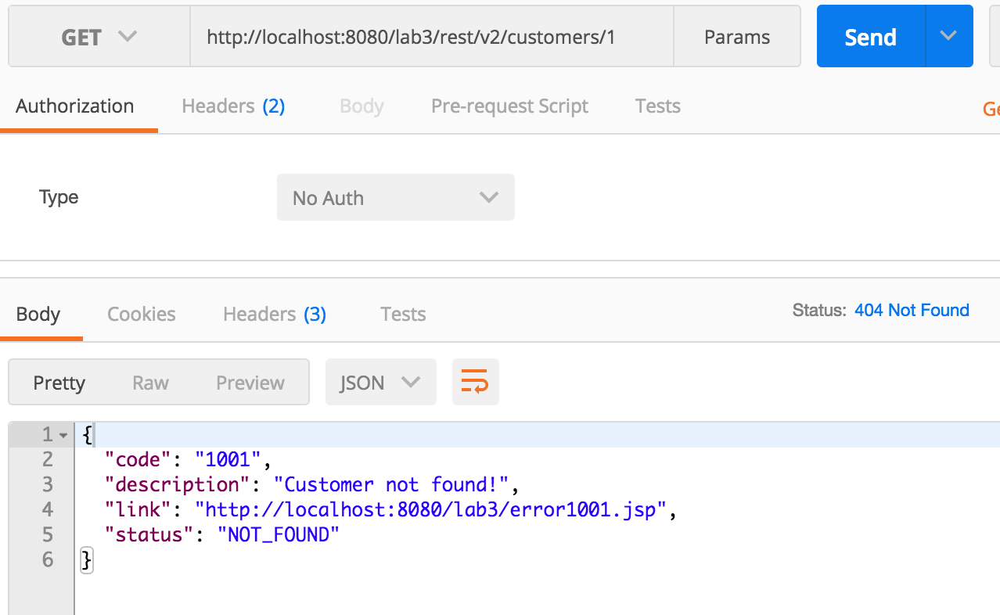 GET http://localhost:8080/lab3/rest/v2/customers/1 Params Send
Authorization Headers (2) Body Pre-request Script Tests
Type No Auth
Body Cookies Headers (3) Tests Status: 404 Not Found
Pretty Raw Preview JSON
1 {
2 "code": "1001",
3 "description": "Customer not found!",
4 "link": "http://localhost:8080/lab3/error1001.jsp",
5 "status": "NOT_FOUND"
6 }